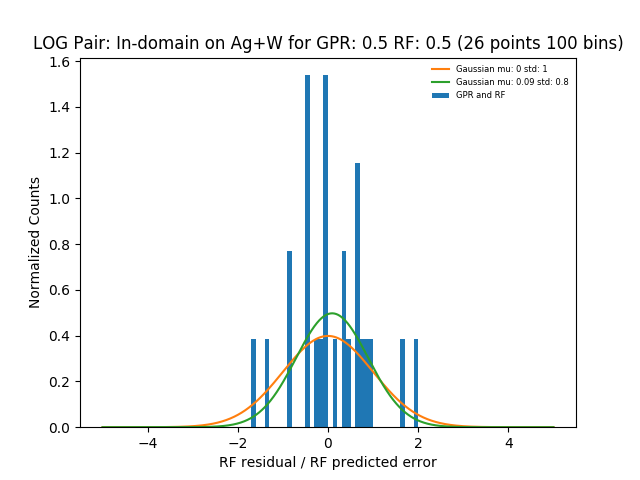 LOG Pair: In-domain on Ag+W for GPR: 0.5 RF: 0.5 (26 points 100 bins)
Gaussian mu: 0 std: 1
Gaussian mu: 0.09 std: 0.8
GPR and RF
Normalized Counts
1.6
1.4
1.2
1.0
0.8
0.6
0.4
0.2
0.0
−4 −2 0 2 4
RF residual / RF predicted error